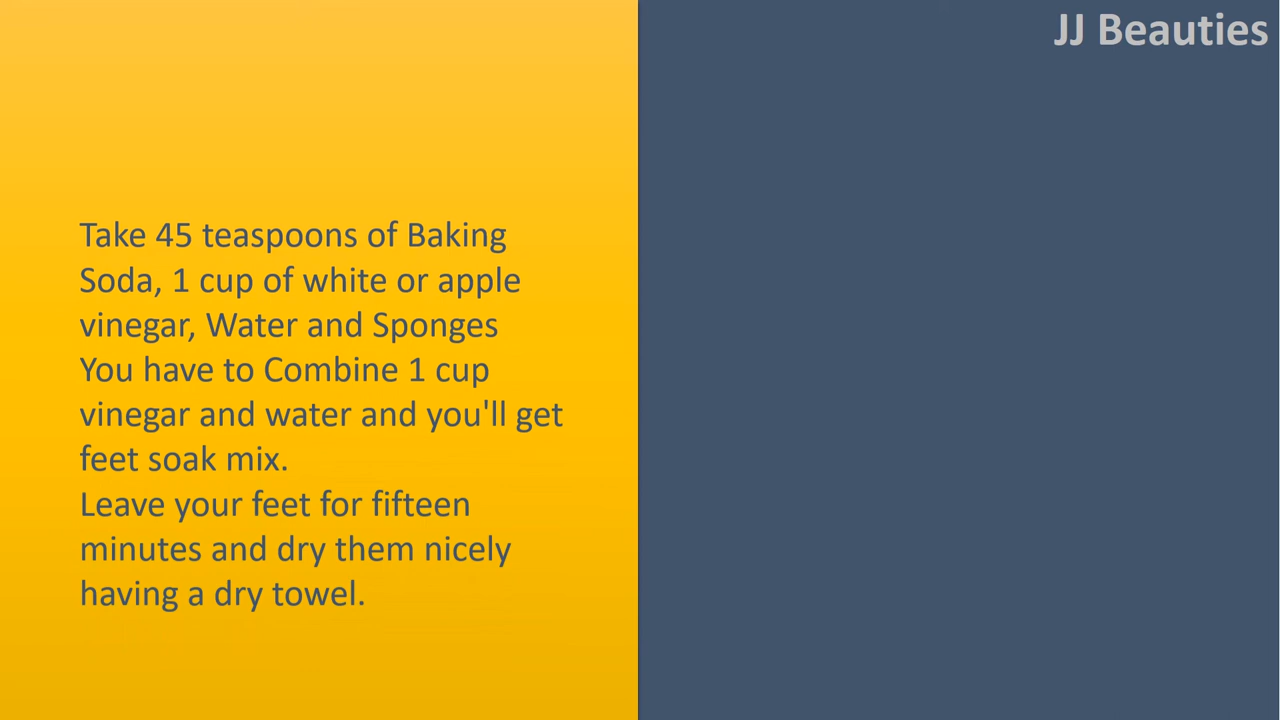 JJ Beauties
Take 45 teaspoons of Baking
Soda, 1 cup of white or apple
vinegar, Water and Sponges
You have to Combine 1 cup
vinegar and water and you'll get
feet soak mix.
Leave your feet for fifteen
minutes and dry them nicely
having a dry towel.